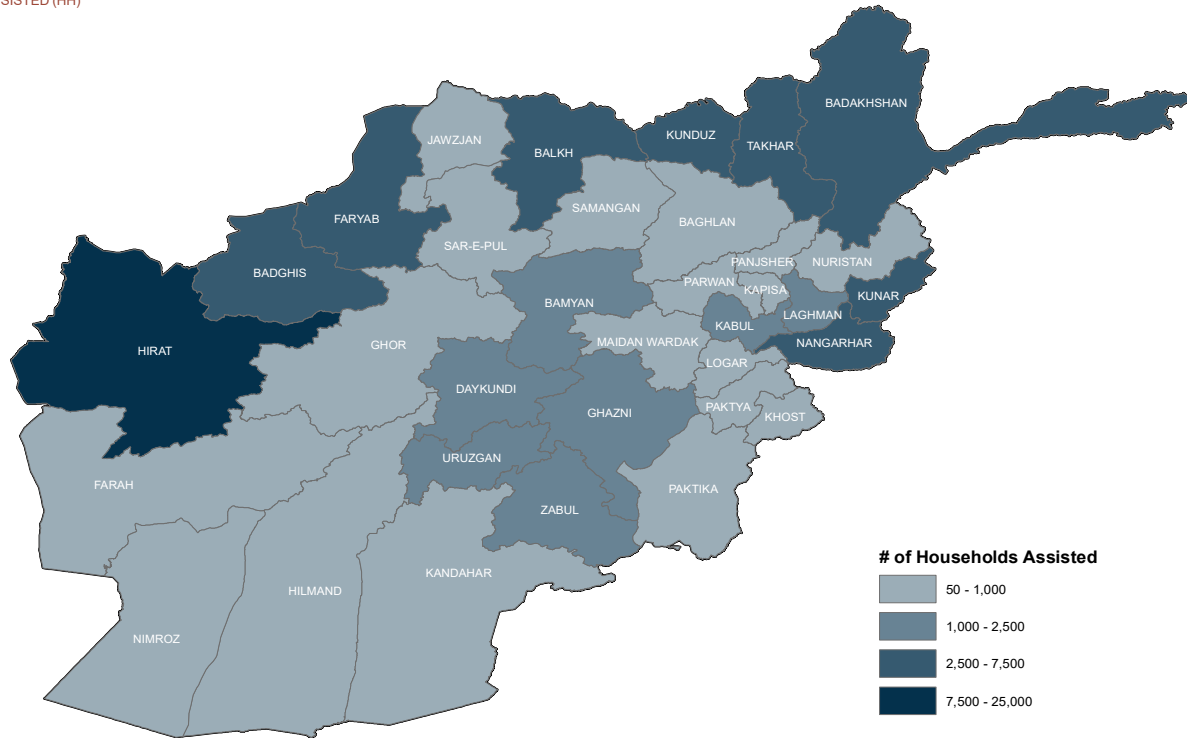 SISTED (HH)
BADAKHSHAN
JAWZJAN
BALKH
KUNDUZ
TAKHAR
FARYAB
SAMANGAN
BAGHLAN
SAR-E-PUL
BADGHIS
PANJSHER
NURISTAN
PARWAN
KAPISA
KUNAR
BAMYAN
LAGHMAN
KABUL
HIRAT
GHOR
MAIDAN WARDAK
NANGARHAR
LOGAR
DAYKUNDI
GHAZNI
PAKTYA
KHOST
URUZGAN
FARAH
PAKTIKA
ZABUL
KANDAHAR
HILMAND
NIMROZ
# of Households Assisted
50 - 1,000
1,000 - 2,500
2,500 - 7,500
7,500 - 25,000